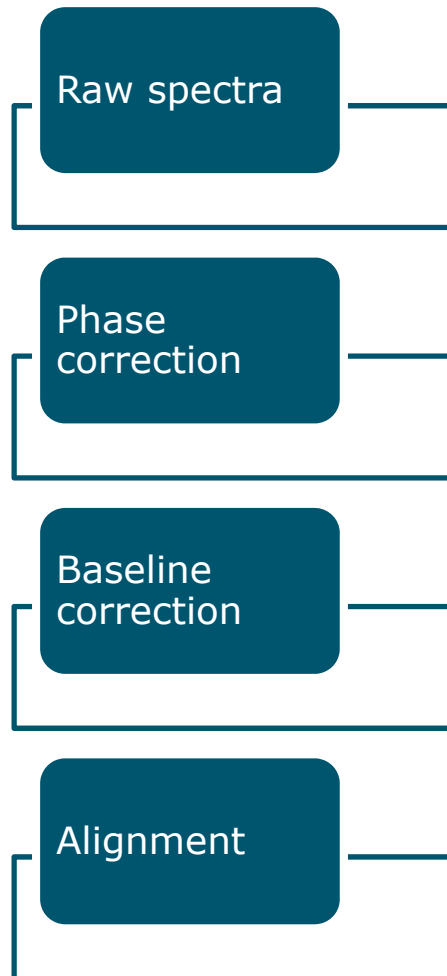 Raw spectra
Phase
correction
Baseline
correction
Alignment